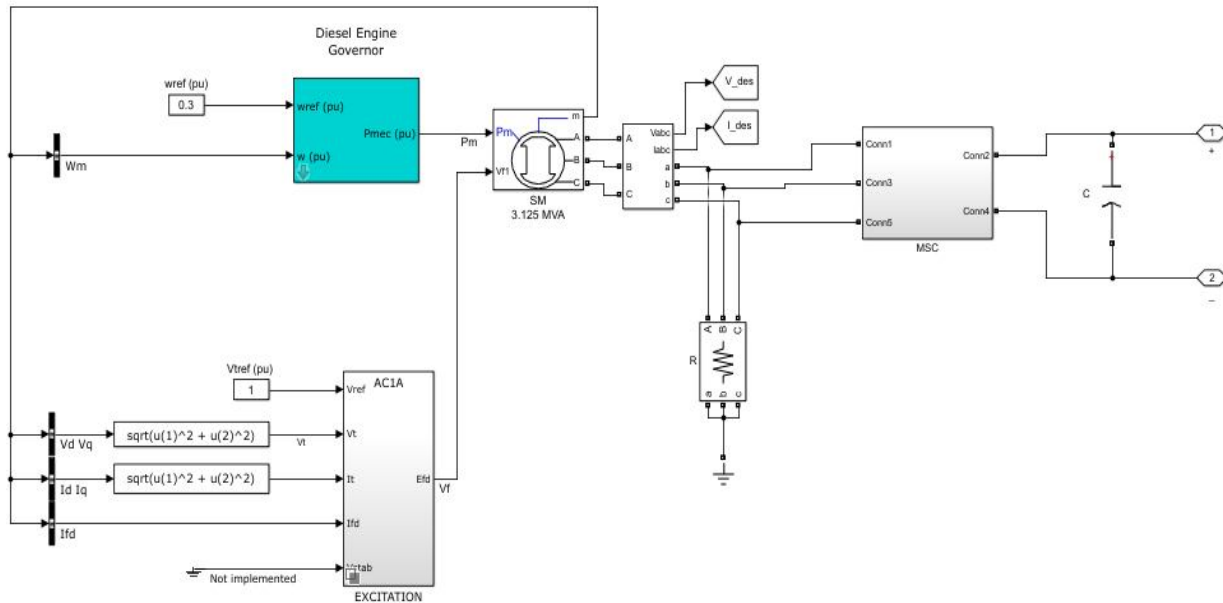 Diesel Engine
Governor
wref (pu)
0.3
wref (pu)
Pmec (pu)
w (pu)
Wm
Pm
Pm
m
A
B
C
Vf1
SM
3.125 MVA
A
B
C
Vabc
Iabc
a
b
c
V_des
I_des
Conn1
Conn3
Conn5
Conn2
Conn4
MSC
C
+
1
+
2
_
R
A
B
C
a
b
c
Vtref (pu)
1
AC1A
Vref
Vd Vq
sqrt(u(1)^2 + u(2)^2)
Vt
Vt
Id Iq
sqrt(u(1)^2 + u(2)^2)
It
Efd
Vf
Ifd
Ifd
Not implemented
EXCITATION